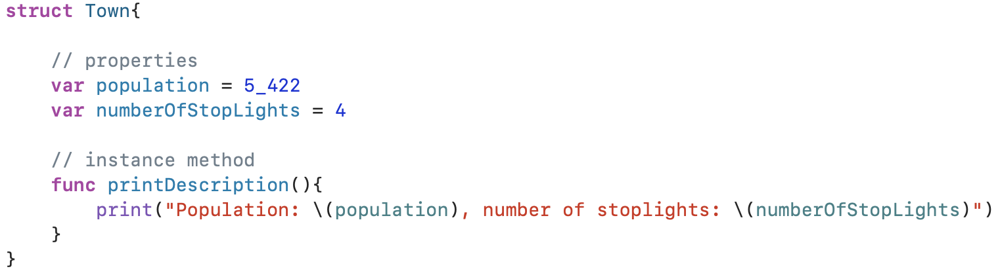 struct Town{
// properties
var population = 5_422
var numberOfStopLights = 4
// instance method
func printDescription(){
print("Population: \(population), number of stoplights: \(numberOfStopLights)")
}
}